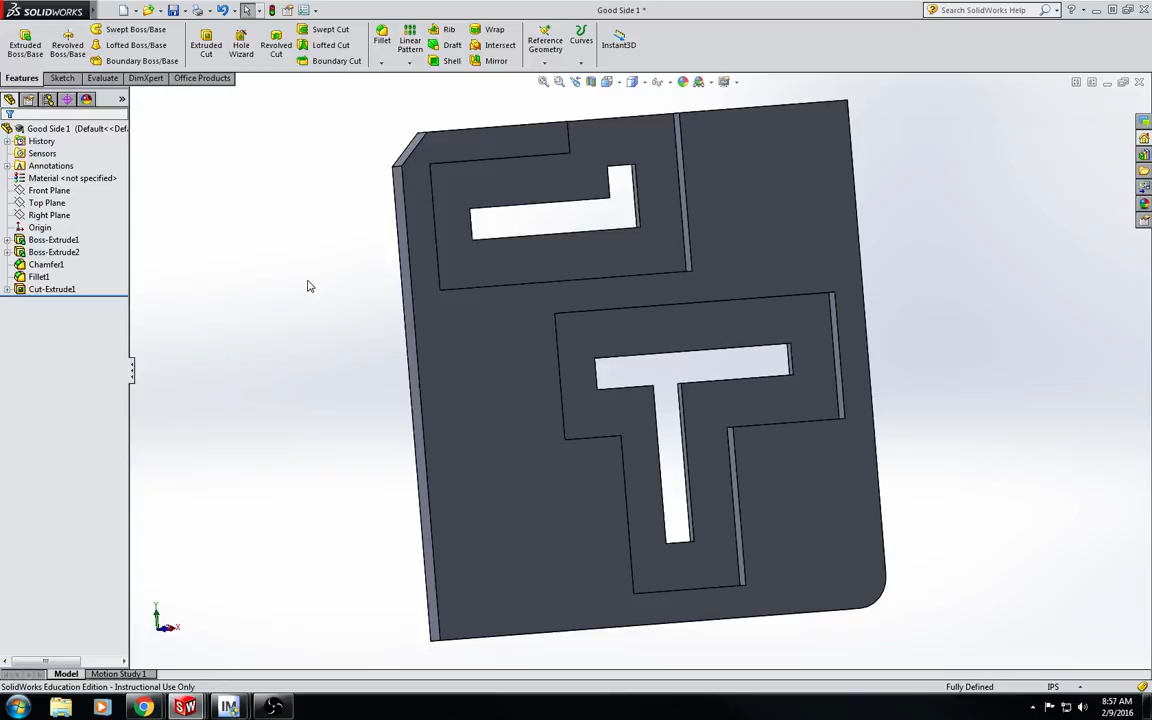 SOLIDWORKS
Good Side 1 *
Search SolidWorks Help
Extruded Boss/Base
Revolved Boss/Base
Swept Boss/Base
Lofted Boss/Base
Boundary Boss/Base
Extruded Cut
Hole Wizard
Revolved Cut
Swept Cut
Lofted Cut
Boundary Cut
Fillet
Linear Pattern
Rib
Draft
Shell
Wrap
Intersect
Mirror
Reference Geometry
Curves
Instant3D
Features
Sketch
Evaluate
DimXpert
Office Products
Good Side 1 (Default<<Def
History
Sensors
Annotations
Material <not specified>
Front Plane
Top Plane
Right Plane
Origin
Boss-Extrude1
Boss-Extrude2
Chamfer1
Fillet1
Cut-Extrude1
Y
X
Model
Motion Study 1
SolidWorks Education Edition - Instructional Use Only
Fully Defined
IPS
SW
IM
8:57 AM
2/9/2016